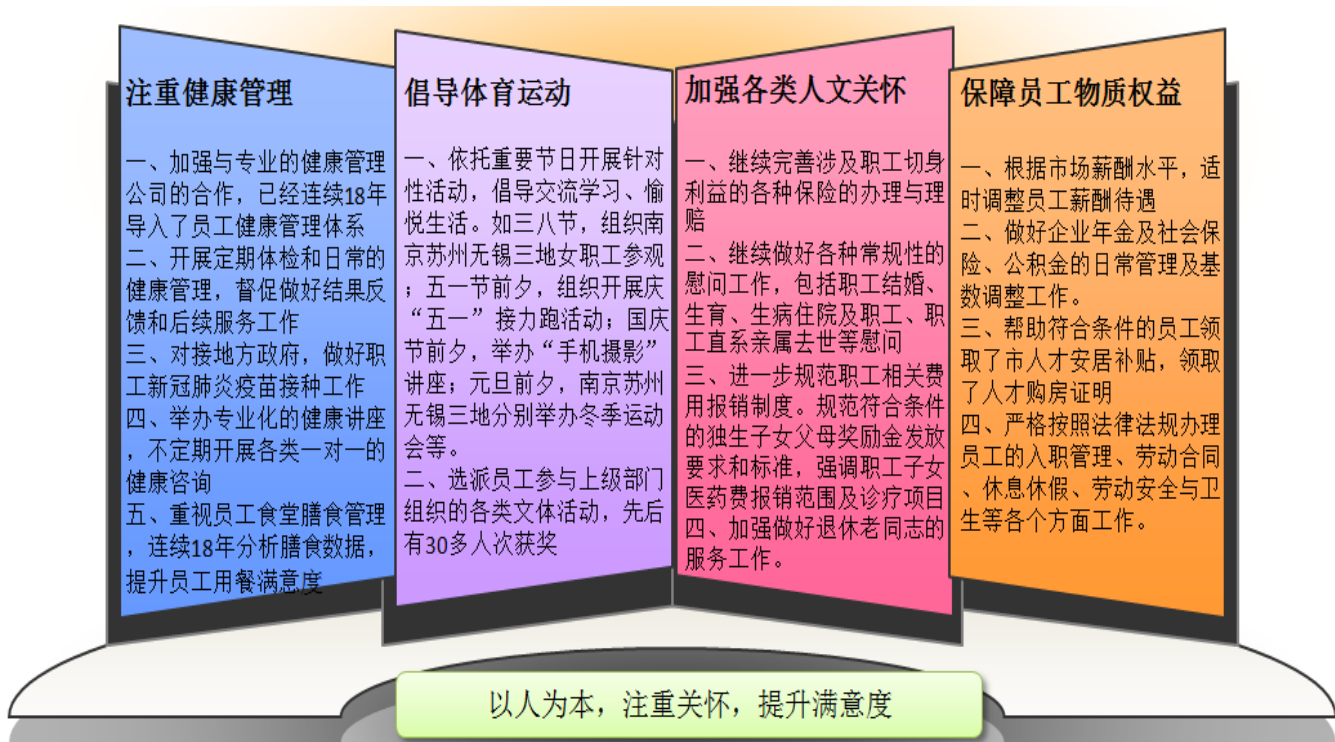 注重健康管理
一、加强与专业的健康管理
公司的合作，已经连续18年
导入了员工健康管理体系
二、开展定期体检和日常的
健康管理，督促做好结果反
馈和后续服务工作
三、对接地方政府，做好职
工新冠肺炎疫苗接种工作
四、举办专业化的健康讲座
，不定期开展各类一对一的
健康咨询
五、重视员工食堂膳食管理
，连续18年分析膳食数据，
提升员工用餐满意度
倡导体育运动
一、依托重要节日开展针对
性活动，倡导交流学习、愉
悦生活。如三八节，组织南
京苏州无锡三地女职工参观
；五一节前夕，组织开展庆
“五一”接力跑活动；国庆
节前夕，举办“手机摄影”
讲座；元旦前夕，南京苏州
无锡三地分别举办冬季运动
会等。
二、选派员工参与上级部门
组织的各类文体活动，先后
有30多人次获奖
加强各类人文关怀
一、继续完善涉及职工切身
利益的各种保险的办理与理
赔
二、继续做好各种常规性的
慰问工作，包括职工结婚、
生育、生病住院及职工、职
工直系亲属去世等慰问
三、进一步规范职工相关费
用报销制度。规范符合条件
的独生子女父母奖励金发放
要求和标准，强调职工子女
医药费报销范围及诊疗项目
四、加强做好退休老同志的
服务工作。
保障员工物质权益
一、根据市场薪酬水平，适
时调整员工薪酬待遇
二、做好企业年金及社会保
险、公积金的日常管理及基
数调整工作。
三、帮助符合条件的员工领
取了市人才安居补贴，领取
了人才购房证明
四、严格按照法律法规办理
员工的入职管理、劳动合同
、休息休假、劳动安全与卫
生等各个方面工作。
以人为本，注重关怀，提升满意度